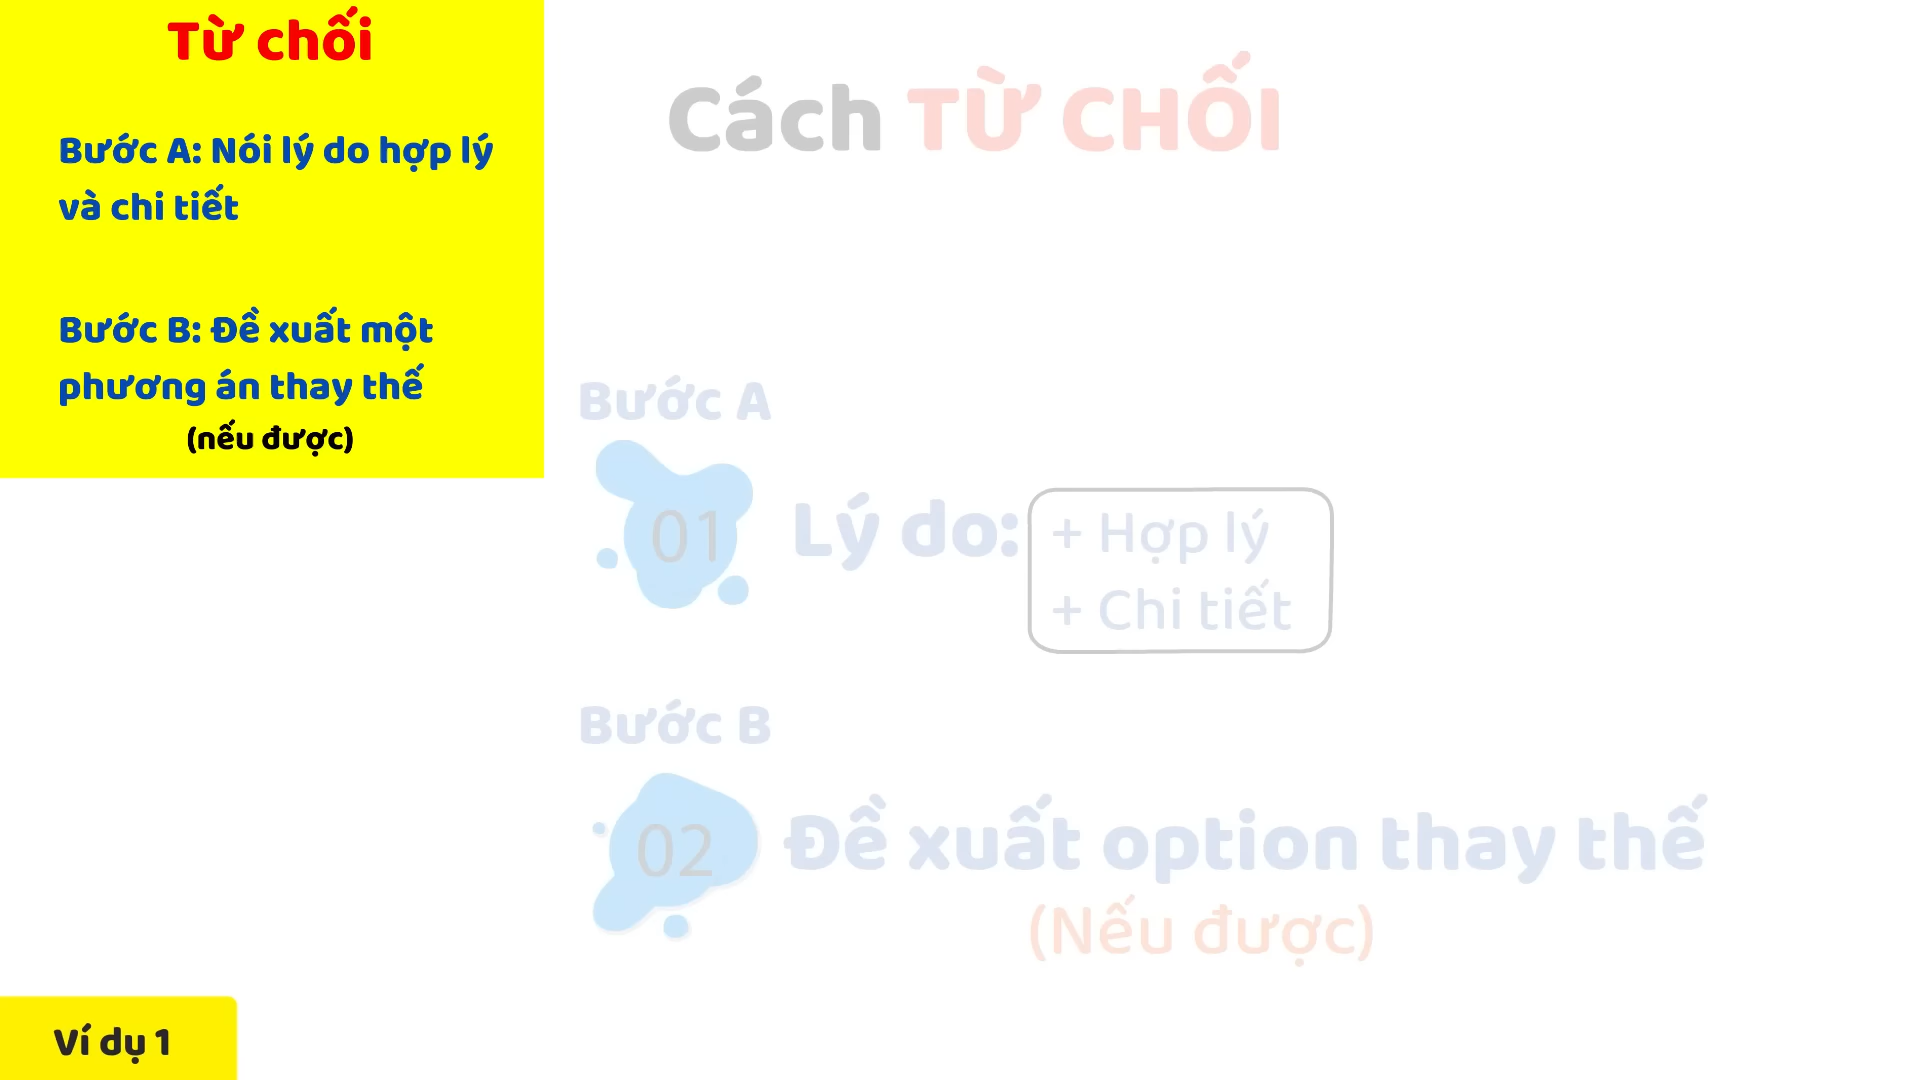 Từ chối
Bước A: Nói lý do hợp lý
và chi tiết
Bước B: Đề xuất một
phương án thay thế
(nếu được)
Cách TỪ CHỐI
Bước A
01
Lý do:
+ Hợp lý
+ Chi tiết
Bước B
02
Đề xuất option thay thế
(Nếu được)
Ví dụ 1